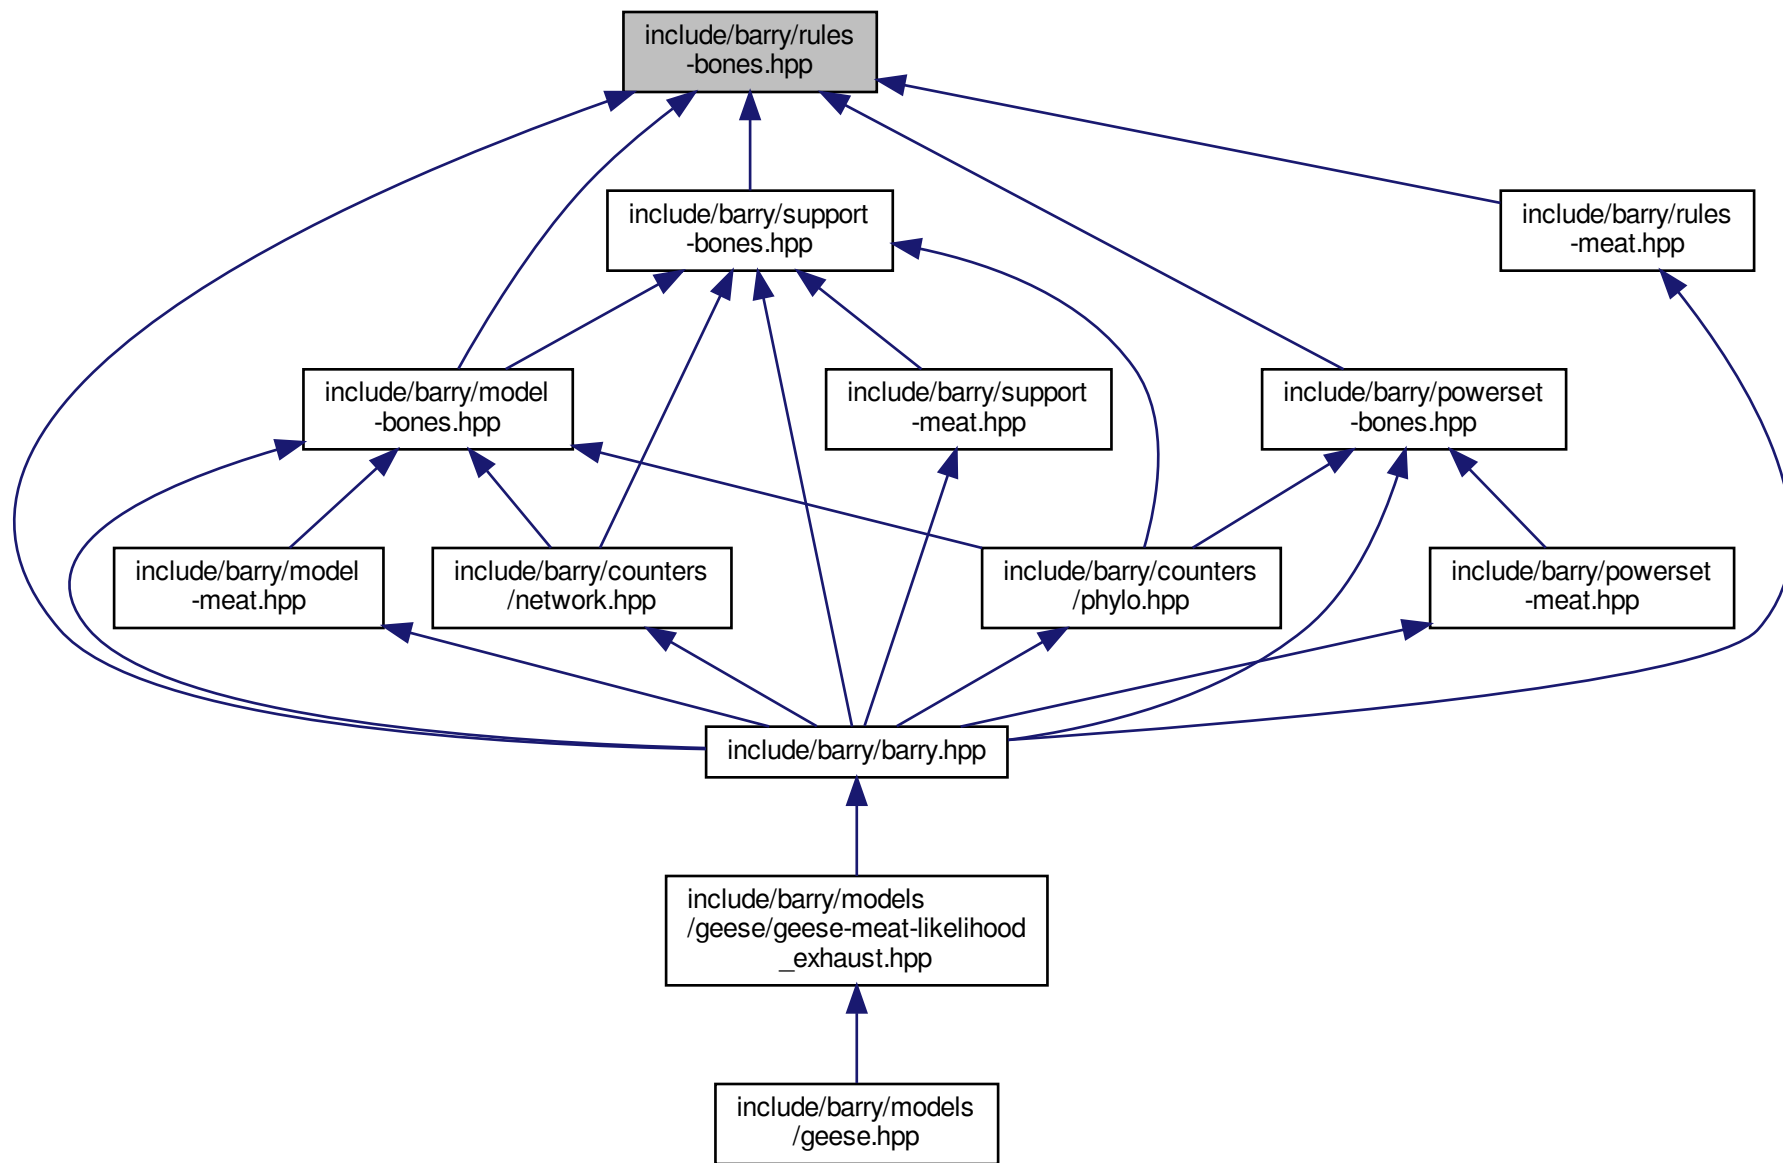 include/barry/rules
-bones.hpp
include/barry/support
-bones.hpp
include/barry/rules
-meat.hpp
include/barry/model
-bones.hpp
include/barry/support
-meat.hpp
include/barry/powerset
-bones.hpp
include/barry/model
-meat.hpp
include/barry/counters
/network.hpp
include/barry/counters
/phylo.hpp
include/barry/powerset
-meat.hpp
include/barry/barry.hpp
include/barry/models
/geese/geese-meat-likelihood
_exhaust.hpp
include/barry/models
/geese.hpp